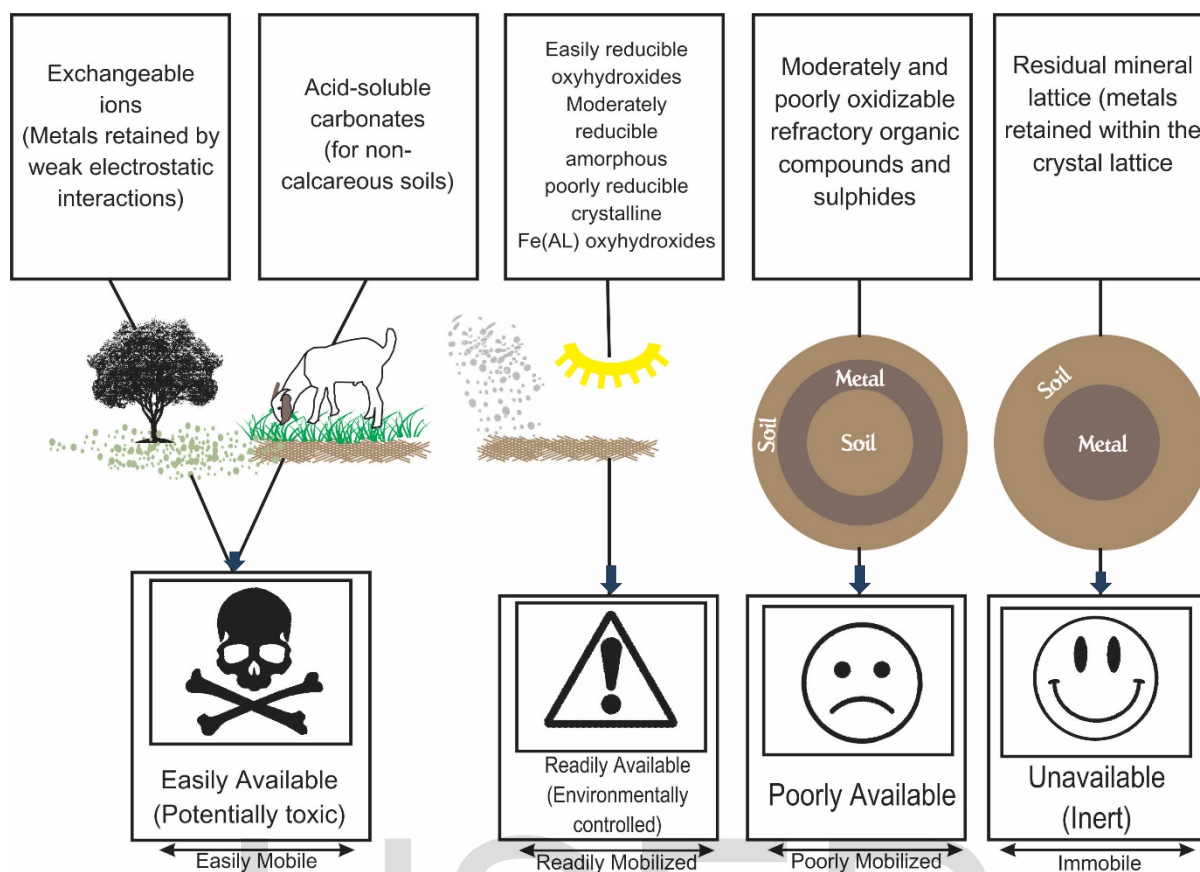 Exchangeable
ions
(Metals retained by
weak electrostatic
interactions)
Acid-soluble
carbonates
(for non-
calcareous soils)
Easily reducible
oxyhydroxides
Moderately
reducible
amorphous
poorly reducible
crystalline
Fe(AL) oxyhydroxides
Moderately and
poorly oxidizable
refractory organic
compounds and
sulphides
Residual mineral
lattice (metals
retained within the
crystal lattice
Soil
Metal
Soil
Soil
Metal
Easily Available
(Potentially toxic)
Easily Mobile
Readily Available
(Environmentally
controlled)
Readily Mobilized
Poorly Available
Poorly Mobilized
Unavailable
(Inert)
Immobile